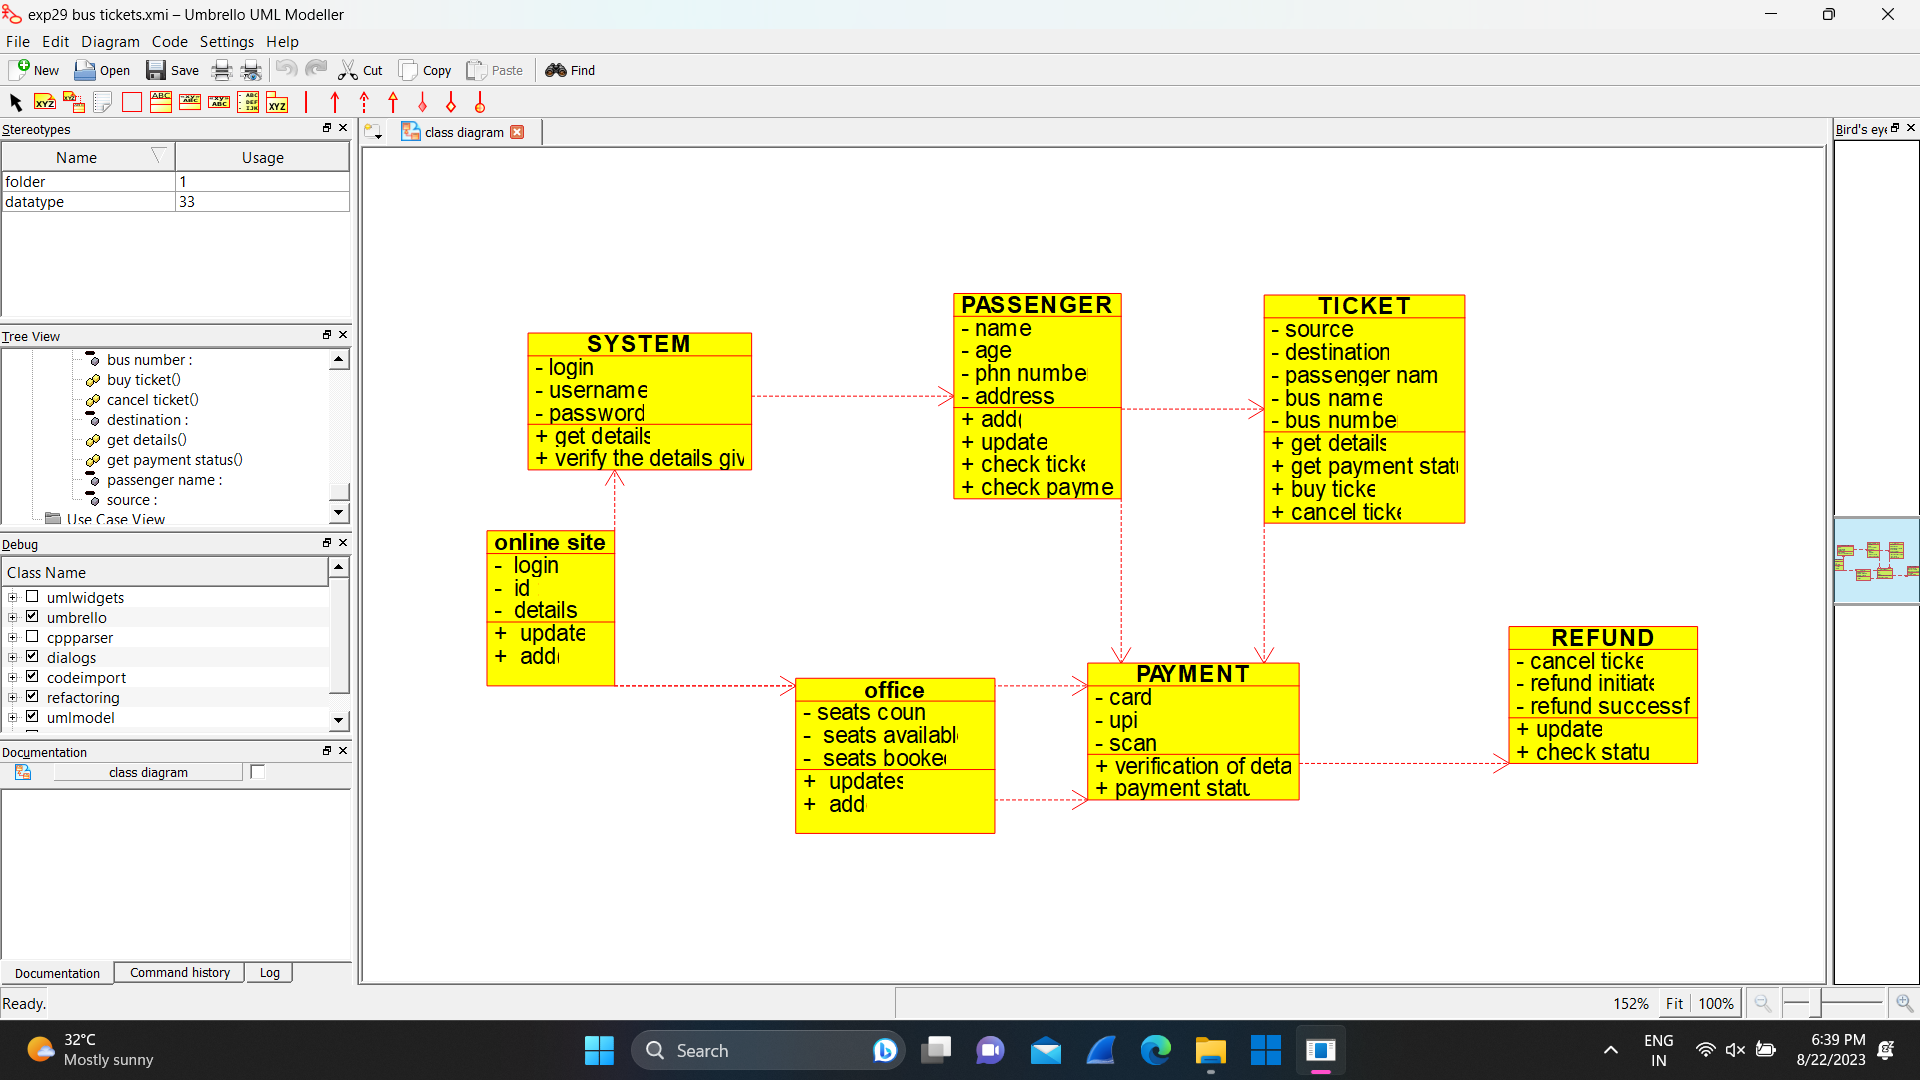 exp29 bus tickets.xmi – Umbrello UML Modeller
File Edit Diagram Code Settings Help
New Open Save Cut Copy Paste Find
Stereotypes
Name Usage
folder 1
datatype 33
Tree View
bus number :
buy ticket()
cancel ticket()
destination :
get details()
get payment status()
passenger name :
source :
Use Case View
Debug
Class Name
umlwidgets
umbrello
cppparser
dialogs
codeimport
refactoring
umlmodel
Documentation
class diagram
Documentation Command history Log
Ready.
class diagram
SYSTEM
- login
- username
- password
+ get details
+ verify the details giv
online site
- login
- id
- details
+ update
+ add(
PASSENGER
- name
- age
- phn number
- address
+ add(
+ update
+ check ticke
+ check payme
TICKET
- source
- destination
- passenger nam
- bus name
- bus number
+ get details
+ get payment statu
+ buy ticke
+ cancel ticke
office
- seats coun
- seats availabl
- seats booked
+ updates
+ add
PAYMENT
- card
- upi
- scan
+ verification of deta
+ payment statu
REFUND
- cancel ticke
- refund initiate
- refund successf
+ update
+ check statu
Bird's eye
152% Fit 100%
32°C
Mostly sunny
Search
ENG
IN
6:39 PM
8/22/2023